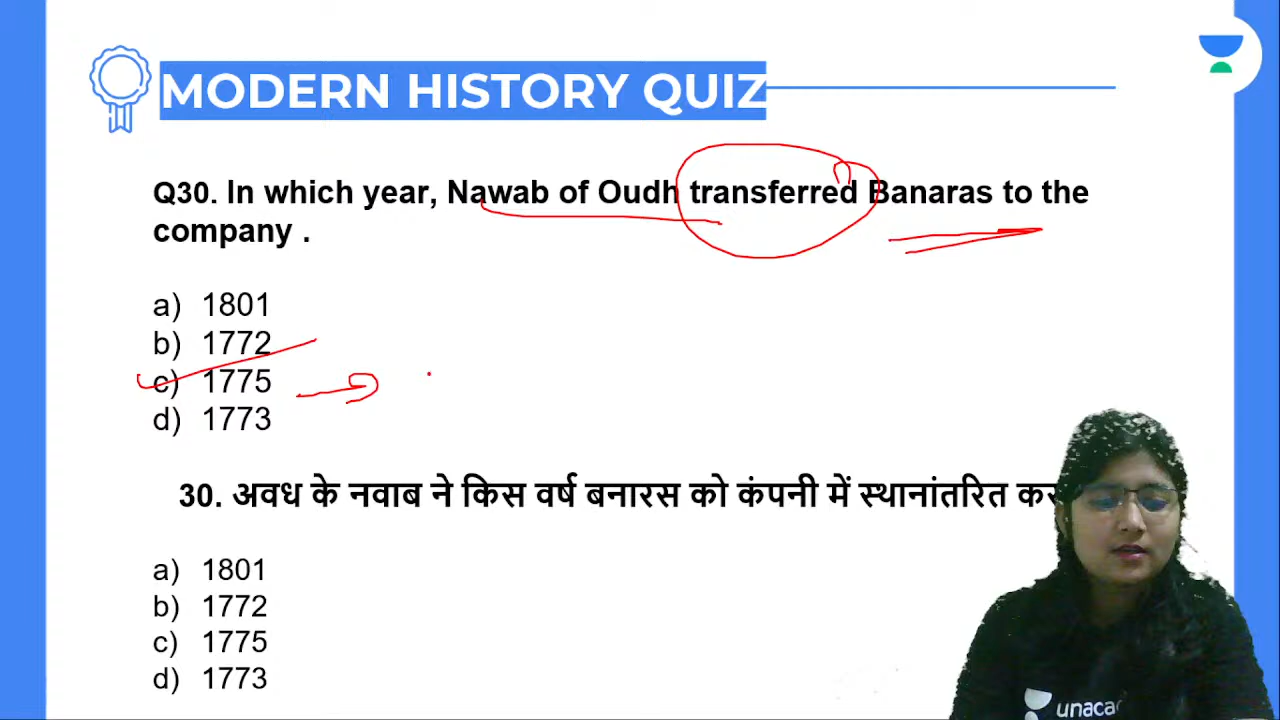 MODERN HISTORY QUIZ
Q30. In which year, Nawab of Oudh transferred Banaras to the
company .
a) 1801
b) 1772
c) 1775
d) 1773
30. अवध के नवाब ने किस वर्ष बनारस को कंपनी में स्थानांतरित
a) 1801
b) 1772
c) 1775
d) 1773